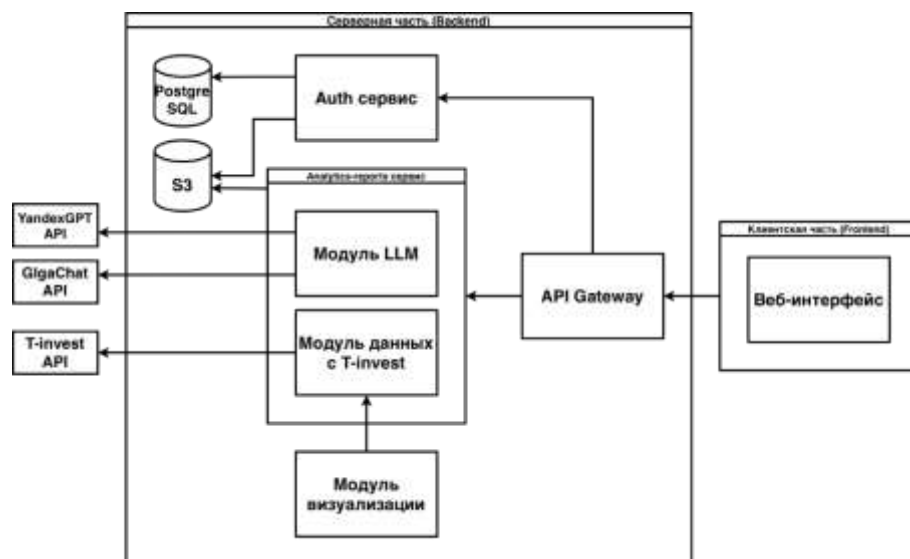 Серверная часть (Backend)
Postgre
SQL
Auth сервис
S3
Analytics-reports сервис
YandexGPT
API
Модуль LLM
GigaChat
API
T-invest
API
Модуль данных
с T-invest
Модуль
визуализации
API Gateway
Клиентская часть (Frontend)
Веб-интерфейс